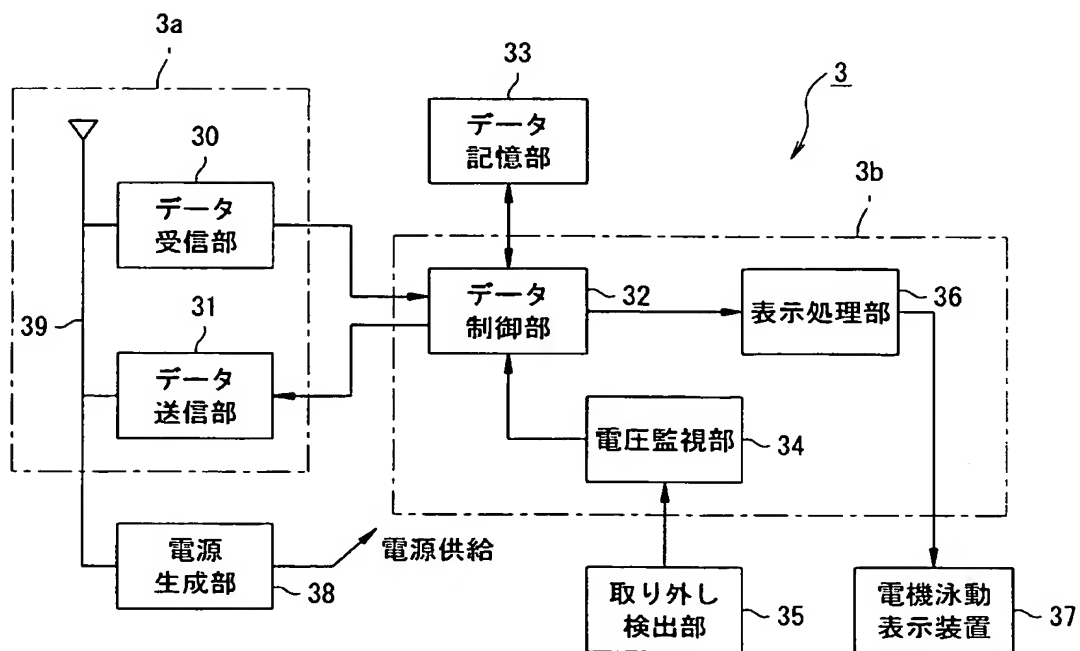 3a
33
データ
記憶部
3
30
データ
受信部
3b
39
31
データ
送信部
データ
制御部
32
表示処理部
36
電圧監視部
34
電源
生成部
38
電源供給
取り外し
検出部
35
電機泳動
表示装置
37